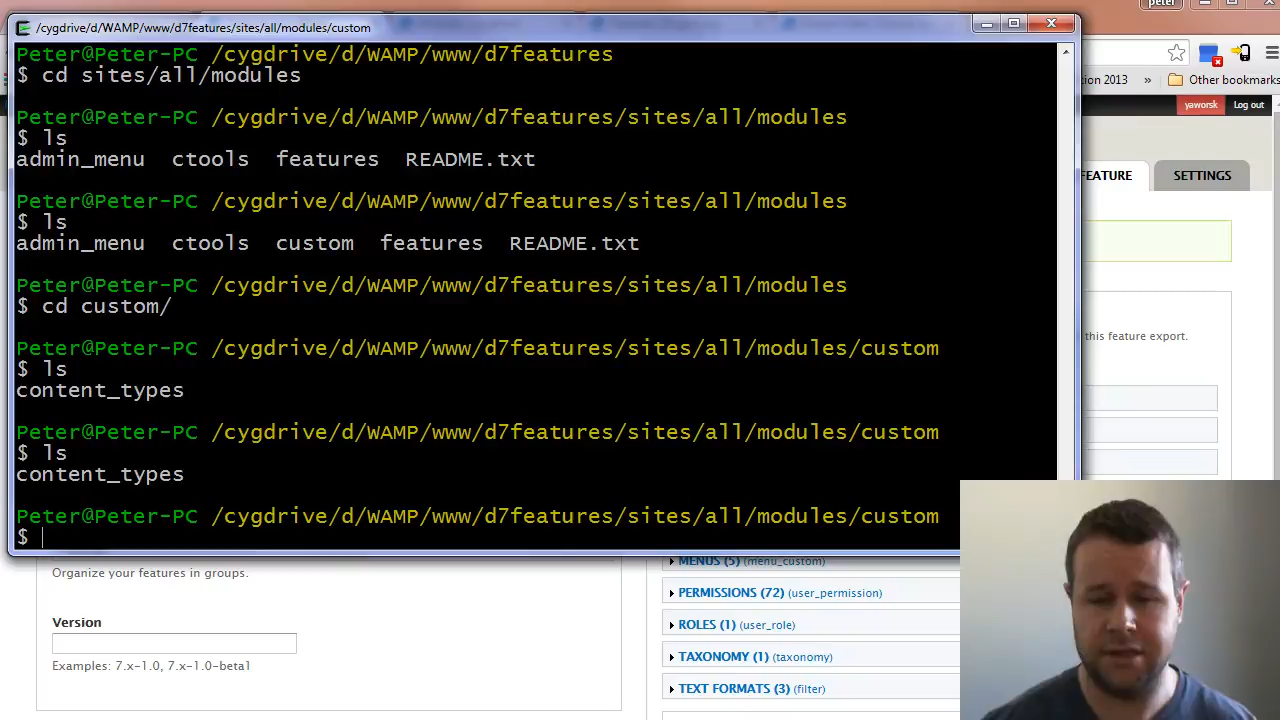 peter
/cygdrive/d/WAMP/www/d7features/sites/all/modules/custom
Peter@Peter-PC /cygdrive/d/WAMP/www/d7features
$ cd sites/all/modules
Peter@Peter-PC /cygdrive/d/WAMP/www/d7features/sites/all/modules
$ ls
admin_menu ctools features README.txt
Peter@Peter-PC /cygdrive/d/WAMP/www/d7features/sites/all/modules
$ ls
admin_menu ctools custom features README.txt
Peter@Peter-PC /cygdrive/d/WAMP/www/d7features/sites/all/modules
$ cd custom/
Peter@Peter-PC /cygdrive/d/WAMP/www/d7features/sites/all/modules/custom
$ ls
content_types
Peter@Peter-PC /cygdrive/d/WAMP/www/d7features/sites/all/modules/custom
$ ls
content_types
Peter@Peter-PC /cygdrive/d/WAMP/www/d7features/sites/all/modules/custom
$
2013 » Other bookmarks
yaworsk Log out
FEATURE SETTINGS
this feature export.
Organize your features in groups.
Version
Examples: 7.x-1.0, 7.x-1.0-beta1
MENUS (5) (menu_custom)
PERMISSIONS (72) (user_permission)
ROLES (1) (user_role)
TAXONOMY (1) (taxonomy)
TEXT FORMATS (3) (filter)